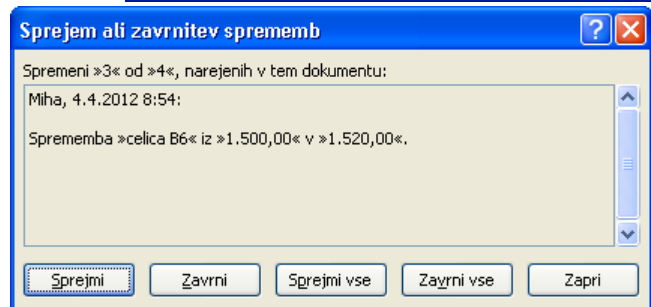 Sprejem ali zavrnitev sprememb
Spremeni »3« od »4«, narejenih v tem dokumentu:
Miha, 4.4.2012 8:54:
Sprememba »celica B6« iz »1.500,00« v »1.520,00«.
Sprejmi Zavrni Sprejmi vse Zavrni vse Zapri